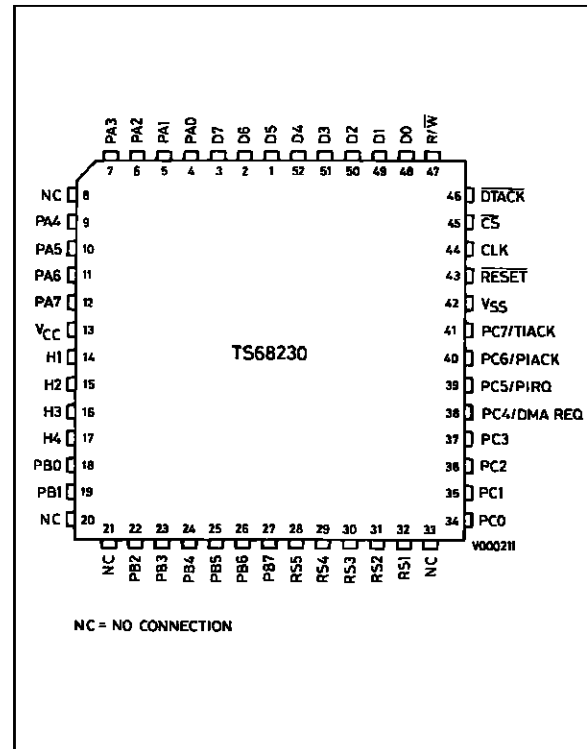 PA3 PA2 PA1 PA0 D7 D6 D5 D4 D3 D2 D1 D0 R/W̅
7 6 5 4 3 2 1 52 51 50 49 48 47
NC 8 46 D̅T̅A̅C̅K̅
PA4 9 45 C̅S̅
PA5 10 44 CLK
PA6 11 43 R̅E̅S̅E̅T̅
PA7 12 42 VSS
VCC 13 41 PC7/TIACK
H1 14 40 PC6/PIACK
TS68230
H2 15 39 PC5/PIRQ
H3 16 38 PC4/DMA REQ
H4 17 37 PC3
PB0 18 36 PC2
PB1 19 35 PC1
NC 20 34 PC0
21 22 23 24 25 26 27 28 29 30 31 32 33
V000211
NC PB2 PB3 PB4 PB5 PB6 PB7 RS5 RS4 RS3 RS2 RS1 NC
NC = NO CONNECTION